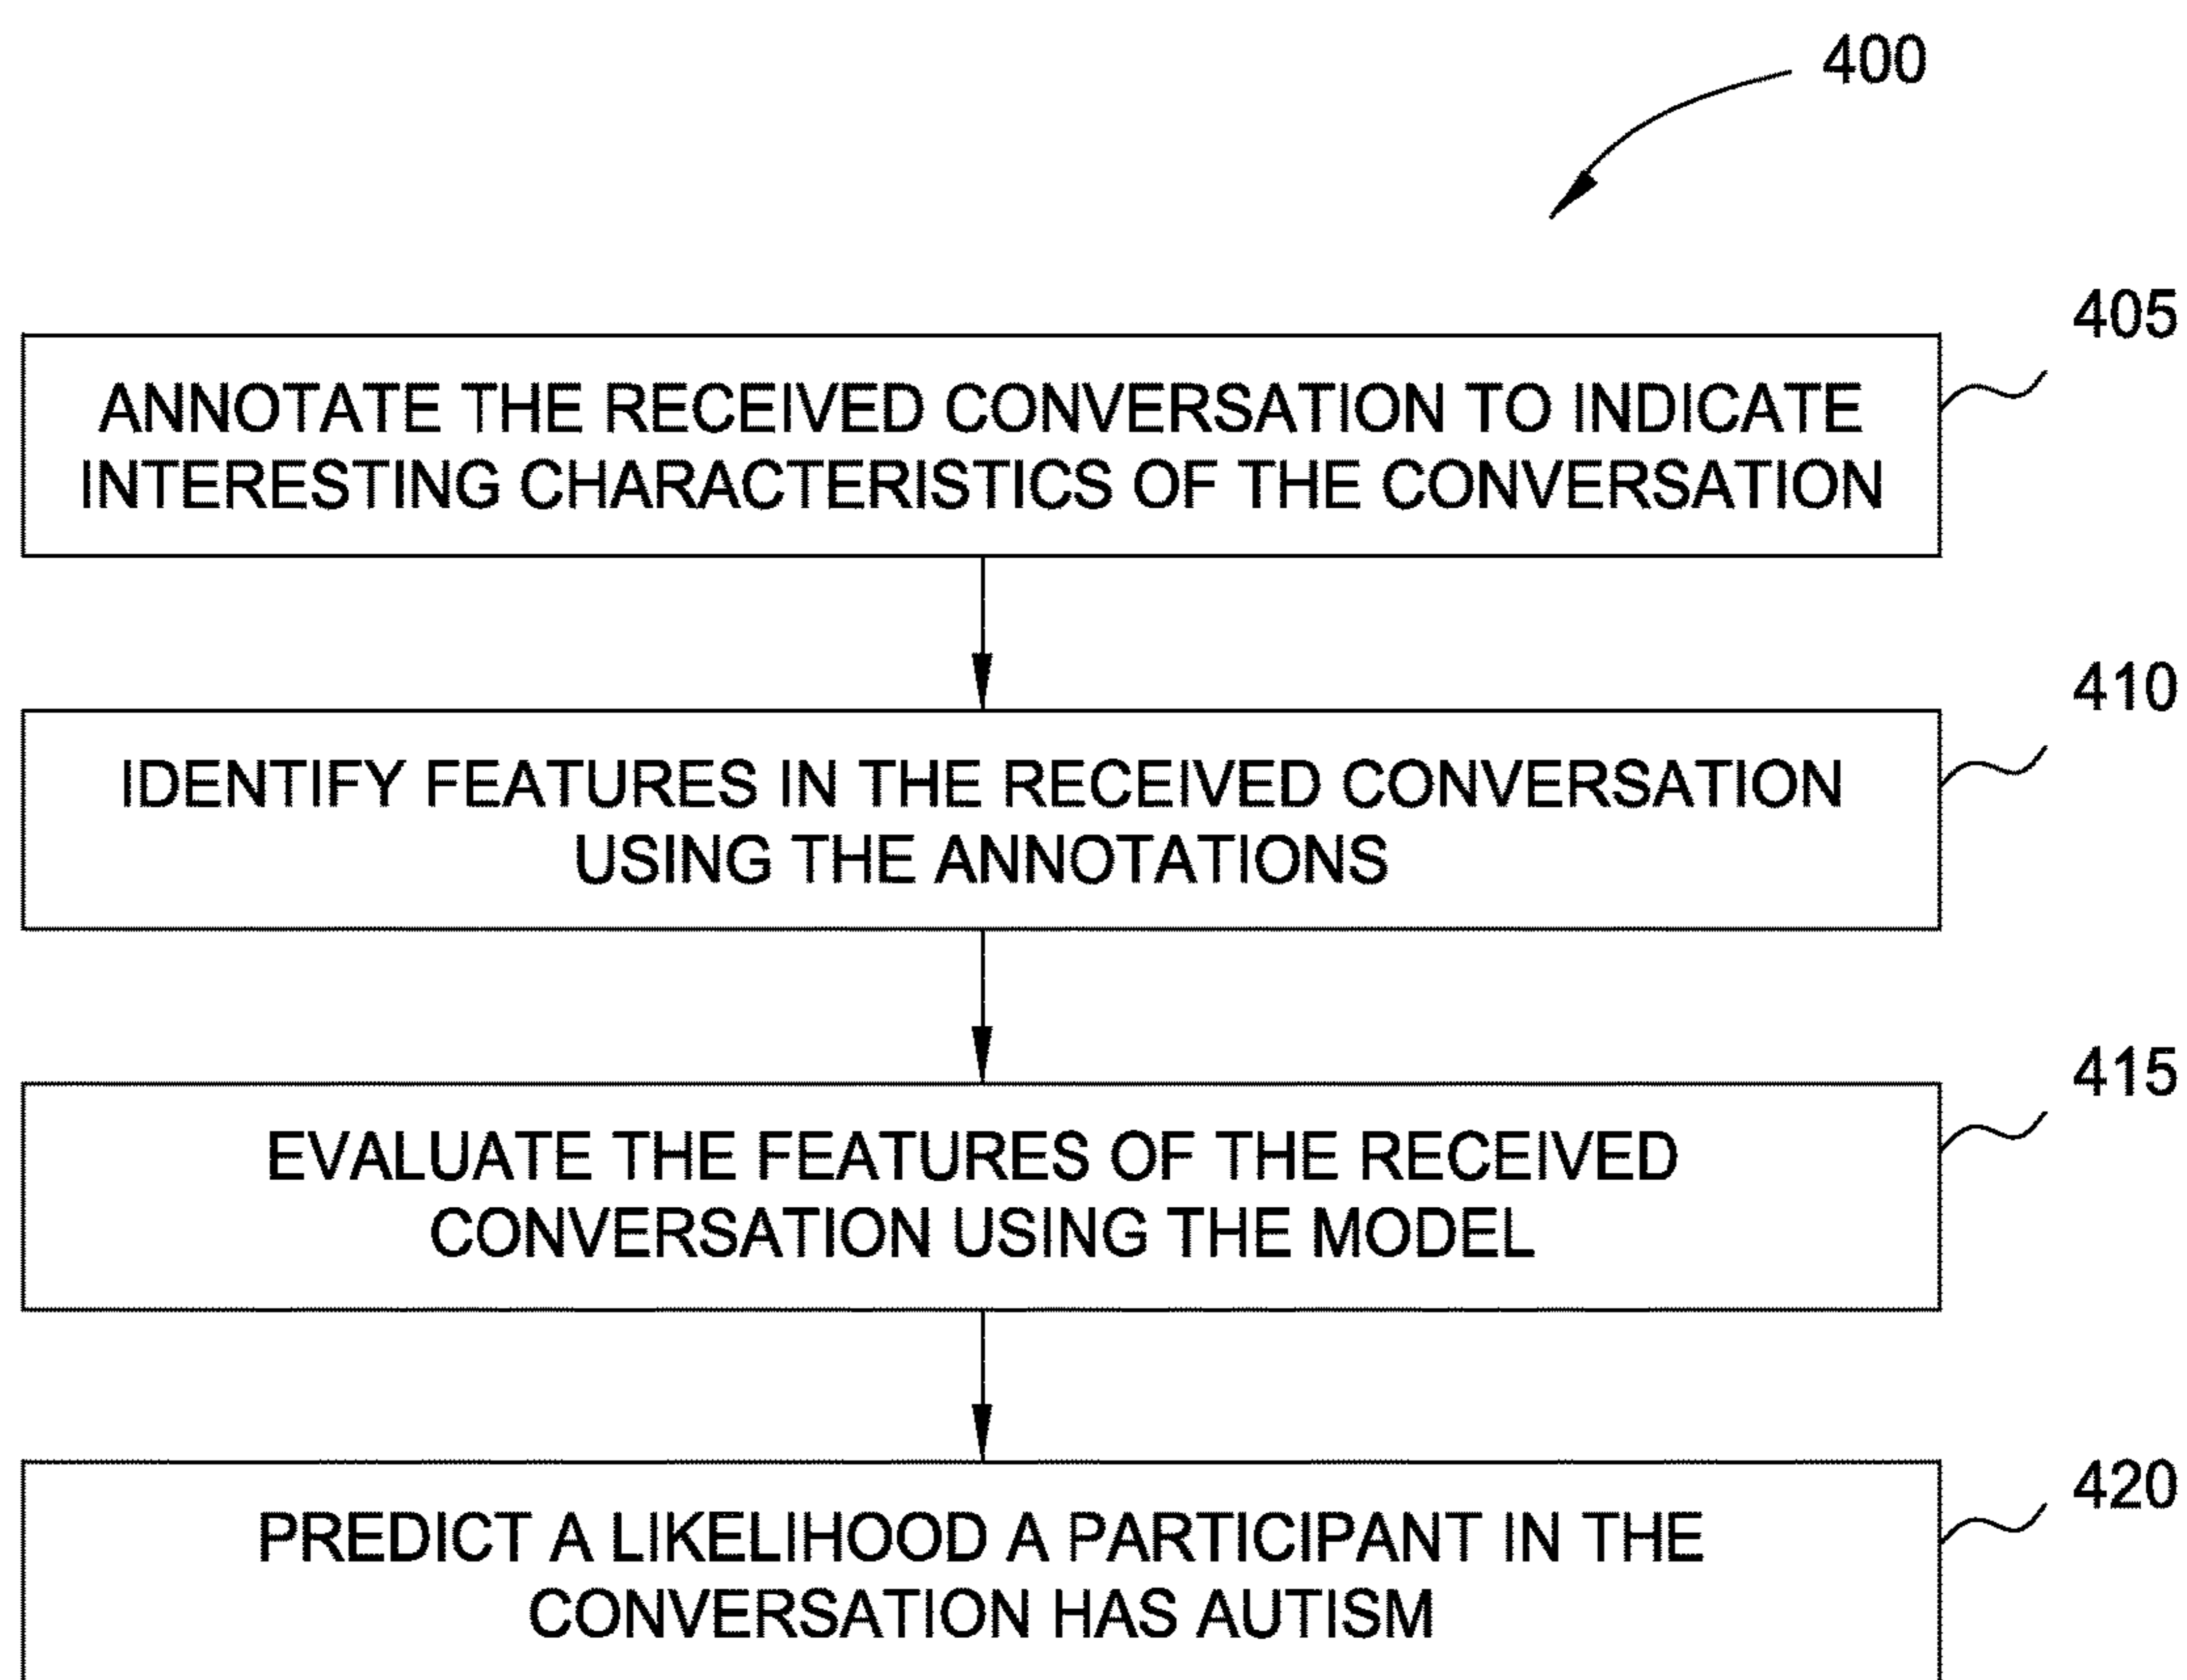 400
405
ANNOTATE THE RECEIVED CONVERSATION TO INDICATE
INTERESTING CHARACTERISTICS OF THE CONVERSATION
410
IDENTIFY FEATURES IN THE RECEIVED CONVERSATION
USING THE ANNOTATIONS
415
EVALUATE THE FEATURES OF THE RECEIVED
CONVERSATION USING THE MODEL
420
PREDICT A LIKELIHOOD A PARTICIPANT IN THE
CONVERSATION HAS AUTISM